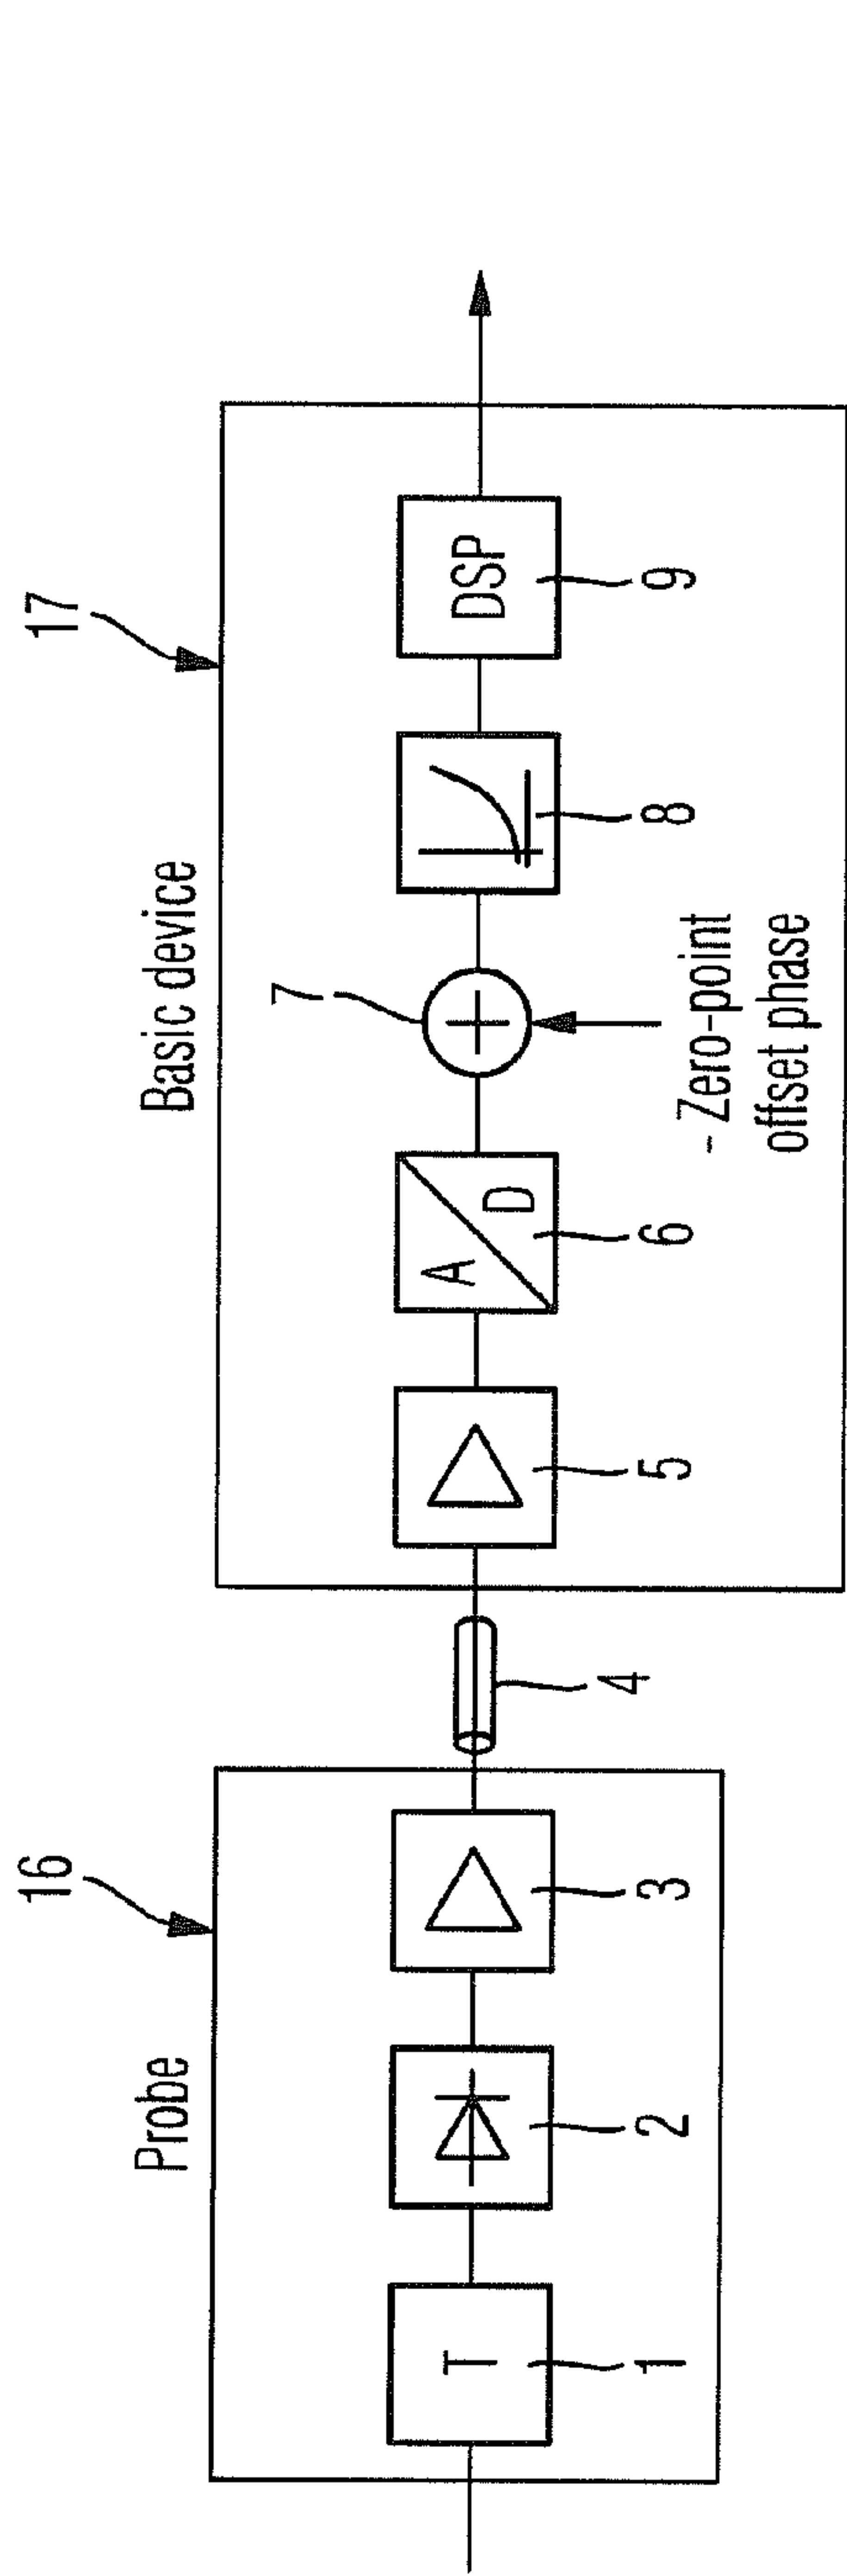 16
Probe
T
1
2
3
4
17
Basic device
5
A
D
6
7
- Zero-point
offset phase
8
DSP
9